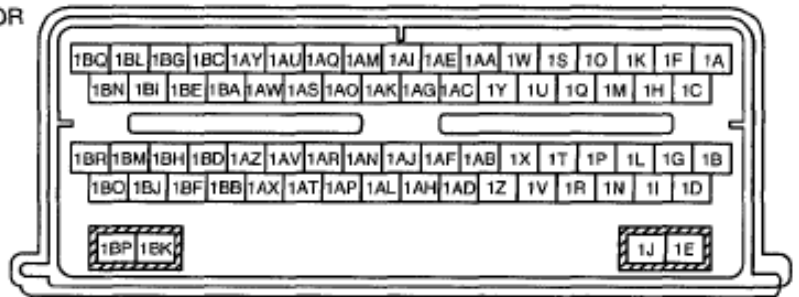 OR
1BQ 1BL 1BG 1BC 1AY 1AU 1AQ 1AM 1AI 1AE 1AA 1W 1S 1O 1K 1F 1A
1BN 1BI 1BE 1BA 1AW 1AS 1AO 1AK 1AG 1AC 1Y 1U 1Q 1M 1H 1C
1BR 1BM 1BH 1BD 1AZ 1AV 1AR 1AN 1AJ 1AF 1AB 1X 1T 1P 1L 1G 1B
1BO 1BJ 1BF 1BB 1AX 1AT 1AP 1AL 1AH 1AD 1Z 1V 1R 1N 1I 1D
1BP 1BK 1J 1E